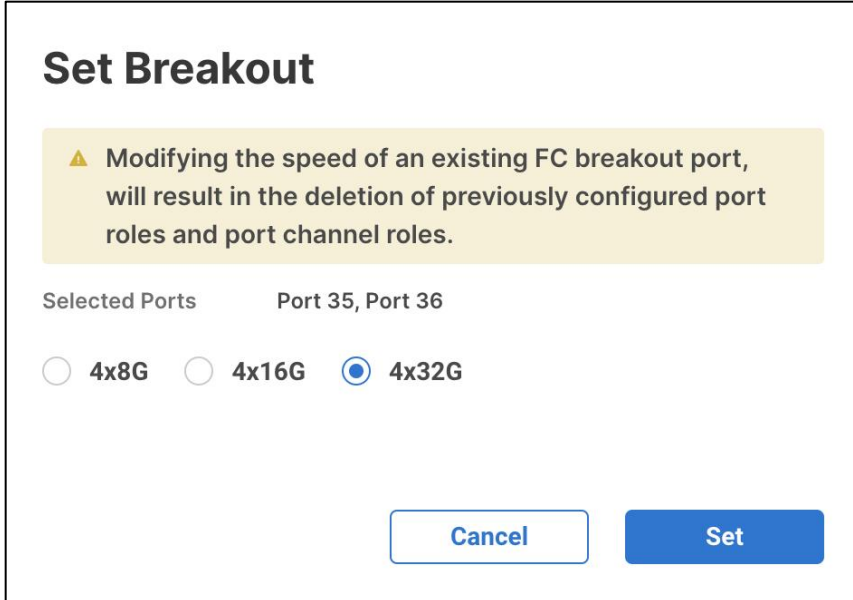 Set Breakout
Modifying the speed of an existing FC breakout port,
will result in the deletion of previously configured port
roles and port channel roles.
Selected Ports Port 35, Port 36
4x8G 4x16G 4x32G
Cancel Set